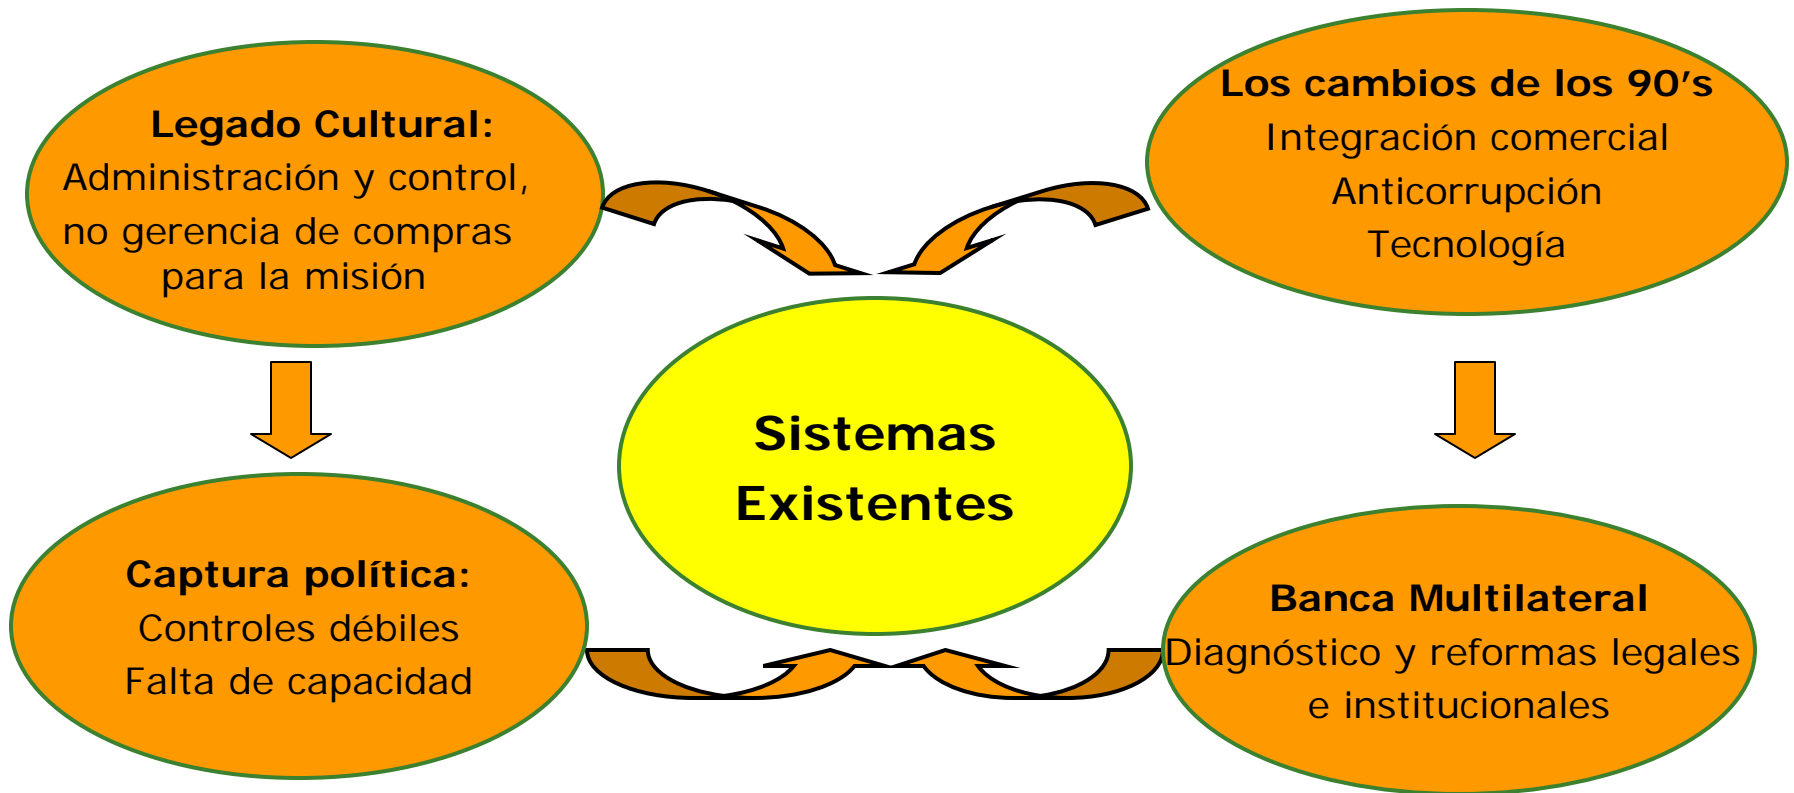 Legado Cultural:
Administración y control,
no gerencia de compras
para la misión
Los cambios de los 90's
Integración comercial
Anticorrupción
Tecnología
Sistemas
Existentes
Captura política:
Controles débiles
Falta de capacidad
Banca Multilateral
Diagnóstico y reformas legales
e institucionales